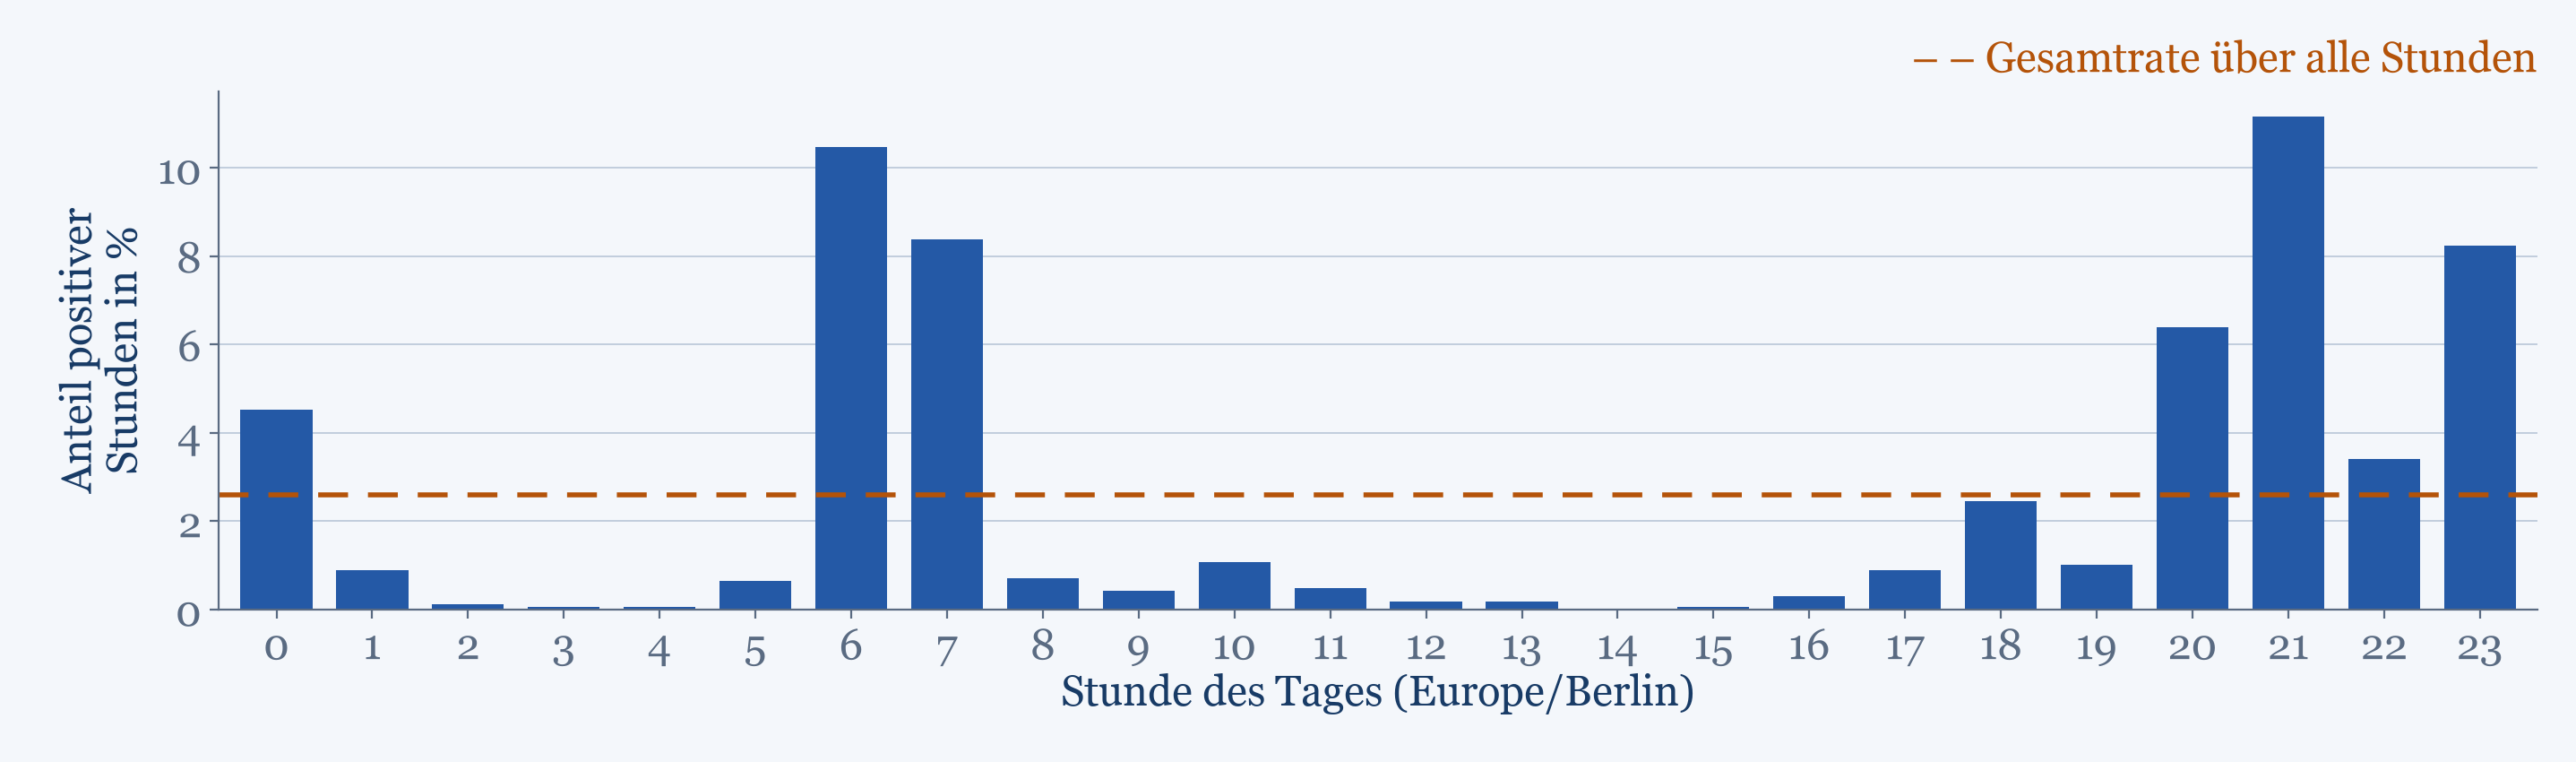 – – Gesamtrate über alle Stunden
Anteil positiver
Stunden in %
10
8
6
4
2
0
0 1 2 3 4 5 6 7 8 9 10 11 12 13 14 15 16 17 18 19 20 21 22 23
Stunde des Tages (Europe/Berlin)